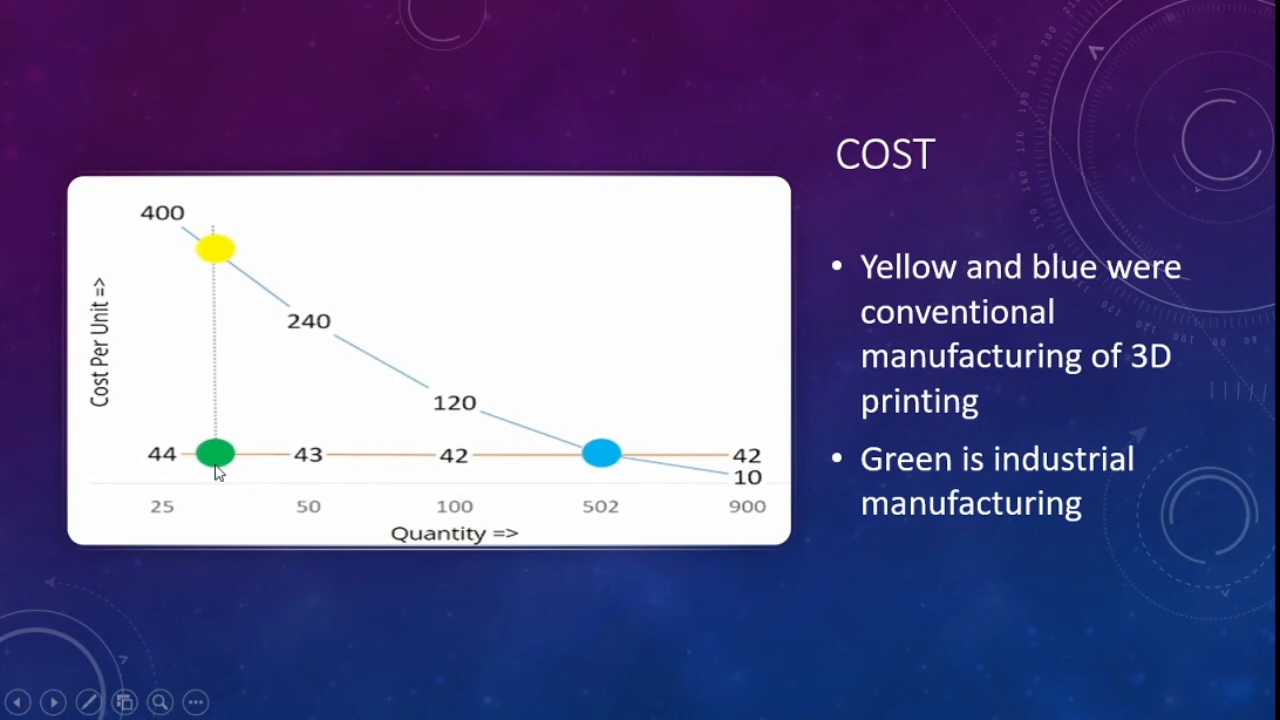 COST
400
240
120
44
43
42
42
10
25
50
100
502
900
Cost Per Unit =>
Quantity =>
• Yellow and blue were
conventional
manufacturing of 3D
printing
• Green is industrial
manufacturing